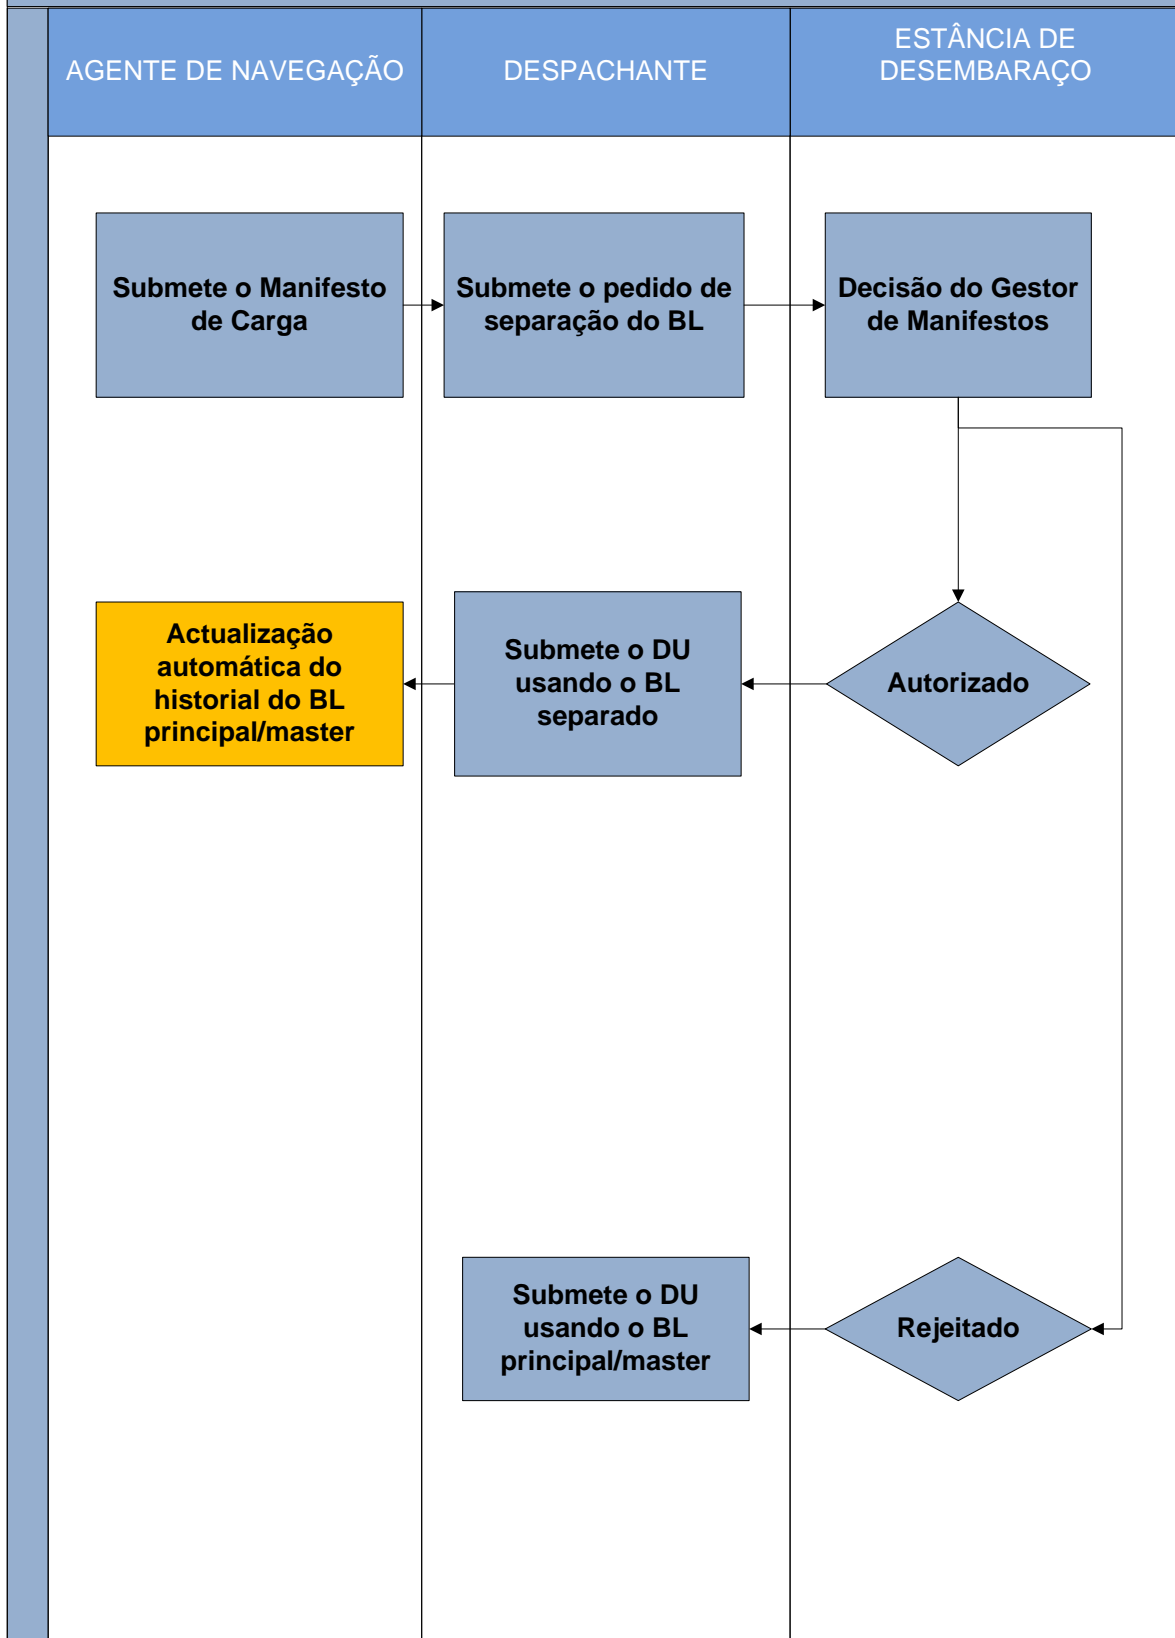 AGENTE DE NAVEGAÇÃO
DESPACHANTE
ESTÂNCIA DE
DESEMBARAÇO
Submete o Manifesto
de Carga
Submete o pedido de
separação do BL
Decisão do Gestor
de Manifestos
Actualização
automática do
historial do BL
principal/master
Submete o DU
usando o BL
separado
Autorizado
Submete o DU
usando o BL
principal/master
Rejeitado